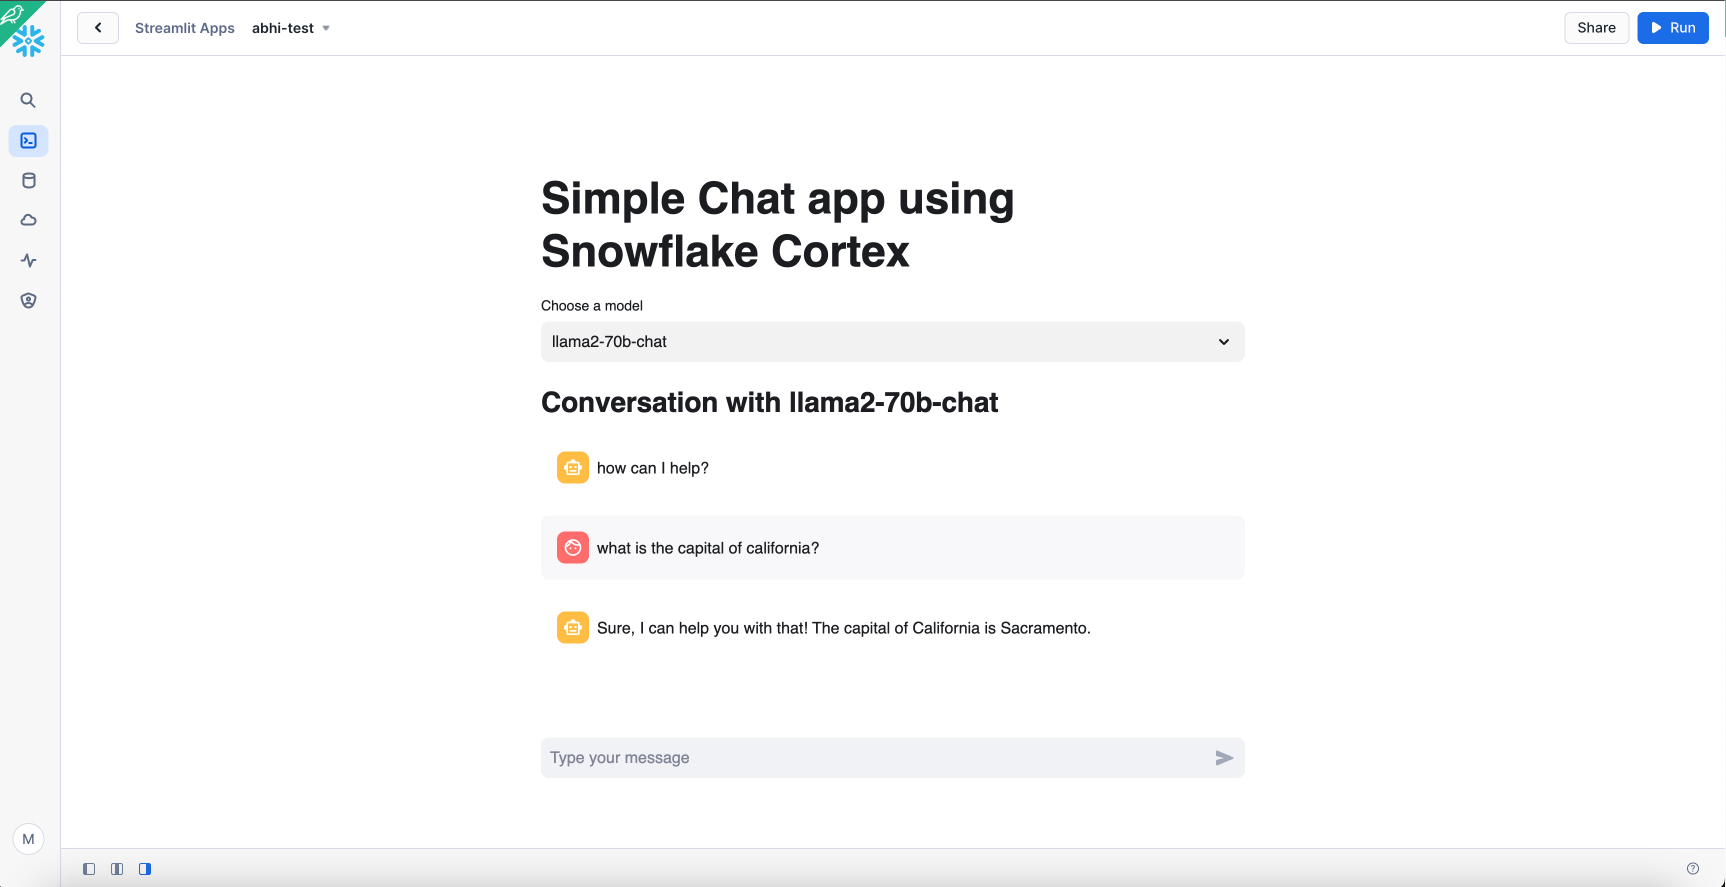 Streamlit Apps abhi-test
Share Run
Simple Chat app using
Snowflake Cortex
Choose a model
llama2-70b-chat
Conversation with llama2-70b-chat
how can I help?
what is the capital of california?
Sure, I can help you with that! The capital of California is Sacramento.
Type your message
M